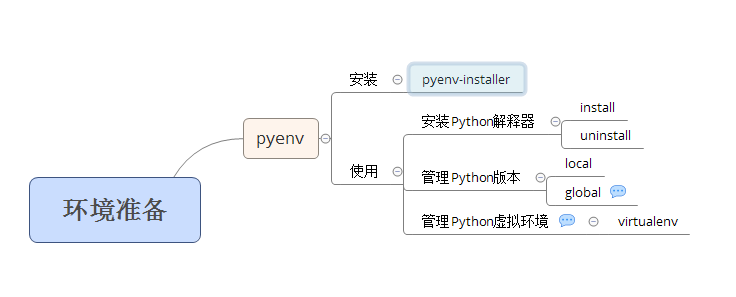 环境准备
pyenv
安装
pyenv-installer
使用
安装Python解释器
install
uninstall
管理Python版本
local
global
管理Python虚拟环境
virtualenv